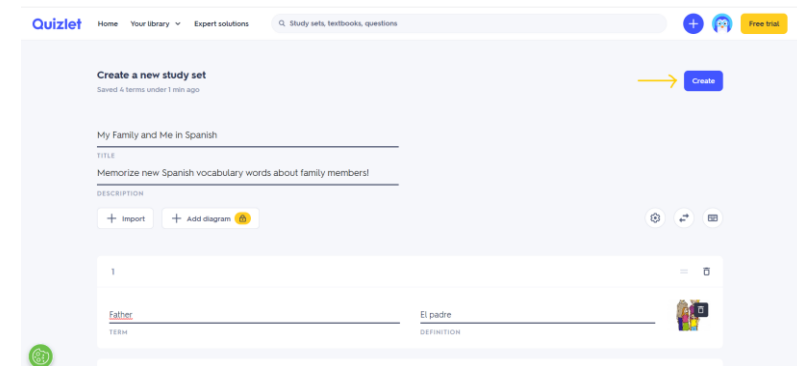 Quizlet Home Your library Expert solutions Study sets, textbooks, questions Free trial
Create a new study set
Saved 4 terms under 1 min ago
Create
My Family and Me in Spanish
TITLE
Memorize new Spanish vocabulary words about family members!
DESCRIPTION
+ Import + Add diagram
1
Father El padre
TERM DEFINITION